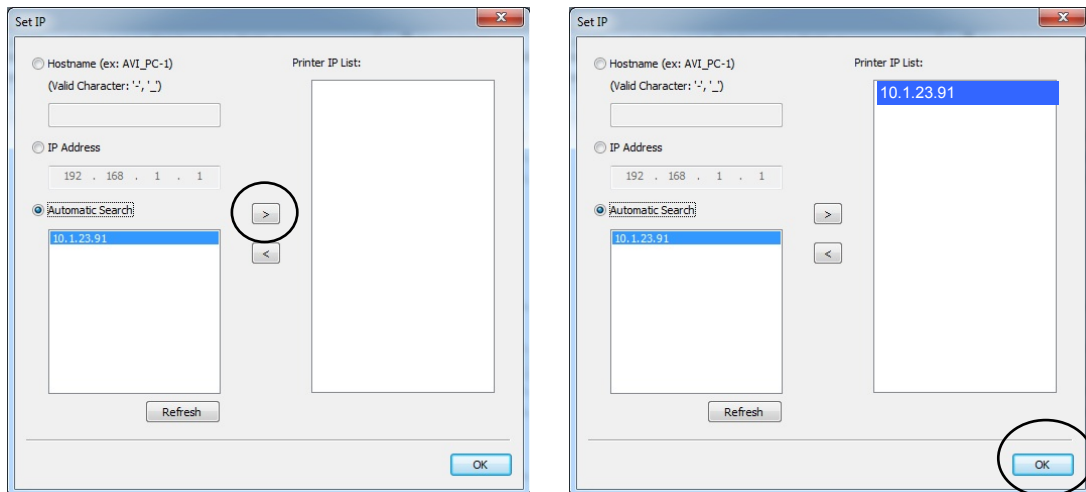 Set IP
x
Hostname (ex: AVI_PC-1)
(Valid Character: '-', '_')
Printer IP List:
IP Address
192 . 168 . 1 . 1
Automatic Search
>
10.1.23.91
<
Refresh
OK
Set IP
x
Hostname (ex: AVI_PC-1)
(Valid Character: '-', '_')
Printer IP List:
10.1.23.91
IP Address
192 . 168 . 1 . 1
Automatic Search
>
10.1.23.91
<
Refresh
OK